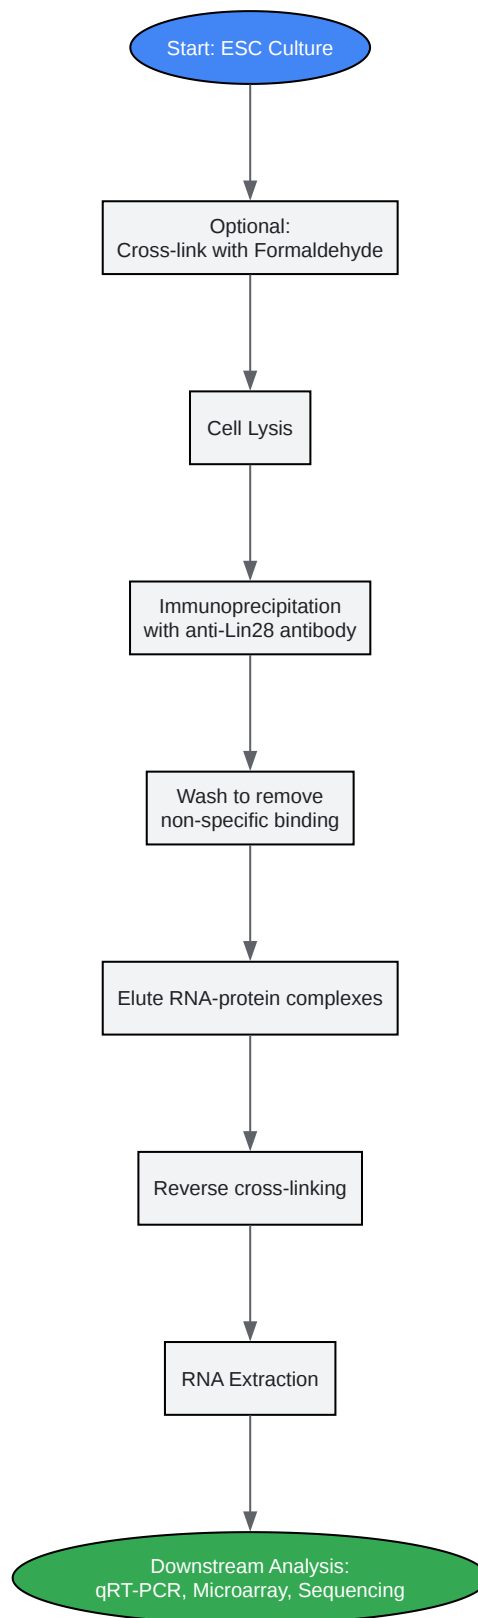 Start: ESC Culture
Optional:
Cross-link with Formaldehyde
Cell Lysis
Immunoprecipitation
with anti-Lin28 antibody
Wash to remove
non-specific binding
Elute RNA-protein complexes
Reverse cross-linking
RNA Extraction
Downstream Analysis:
qRT-PCR, Microarray, Sequencing